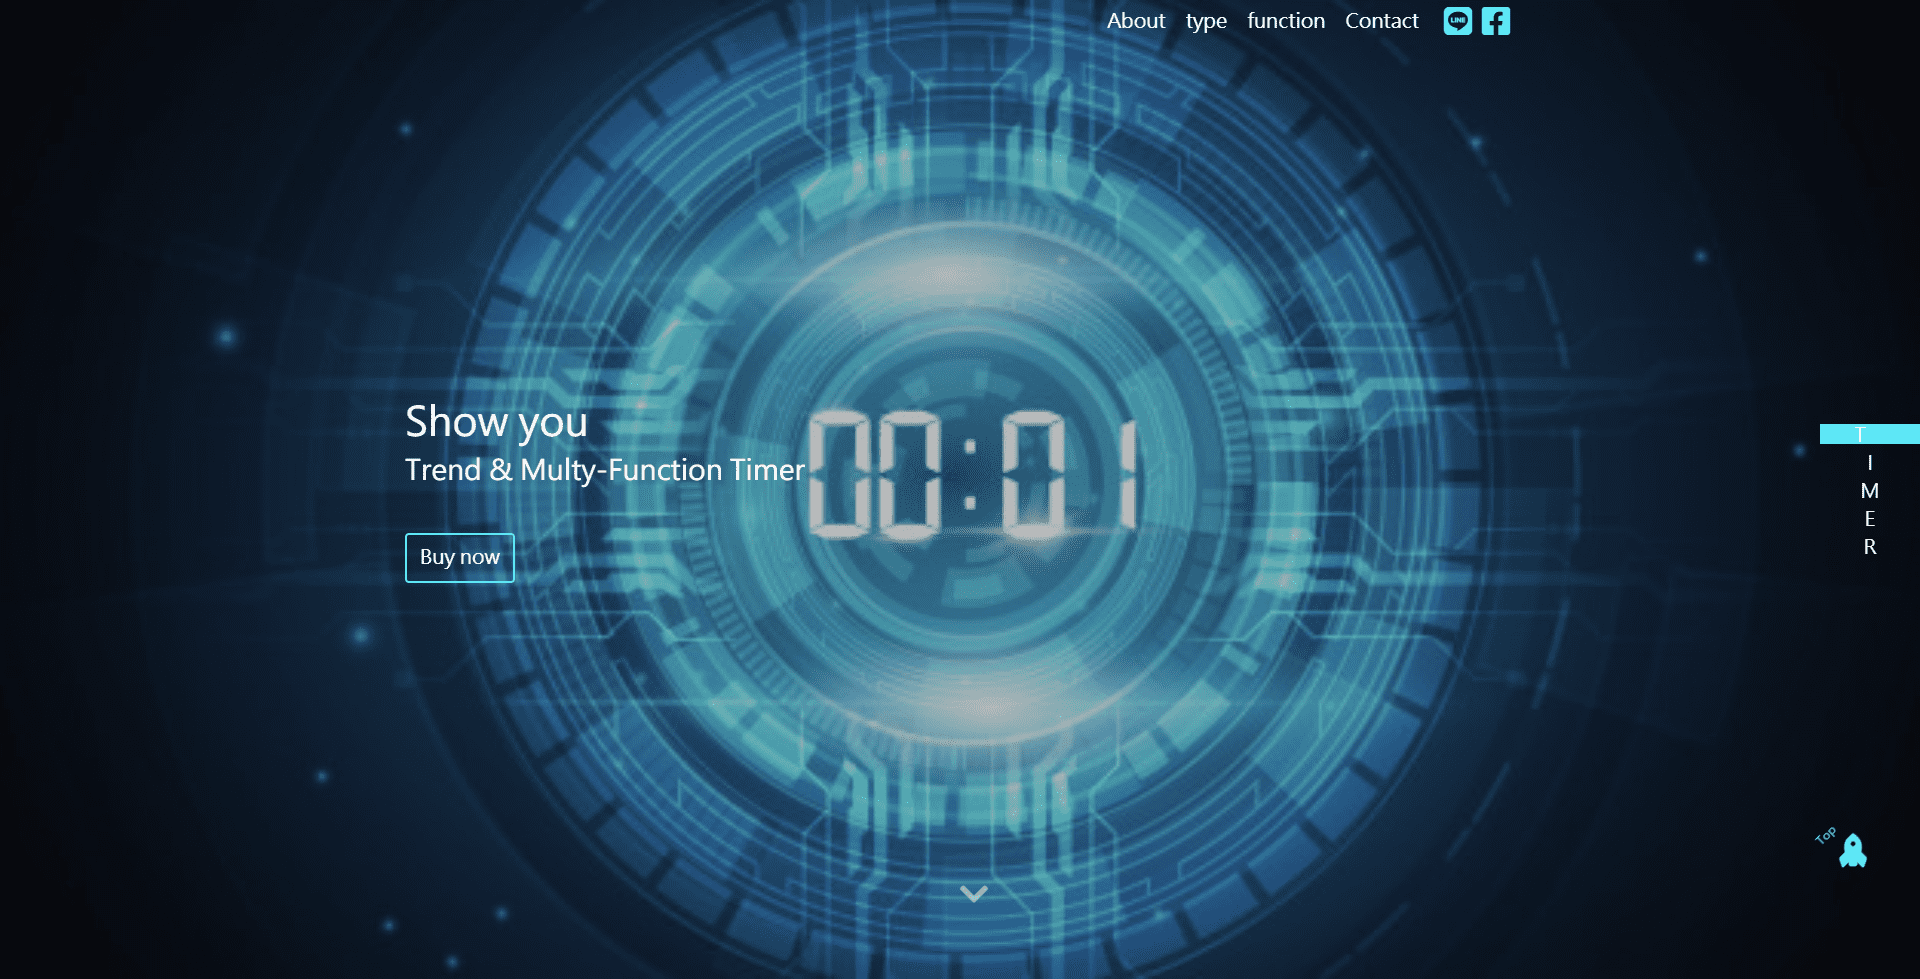 About type function Contact LINE
Show you
Trend & Multy-Function Timer
00:01
Buy now
T
I
M
E
R
Top